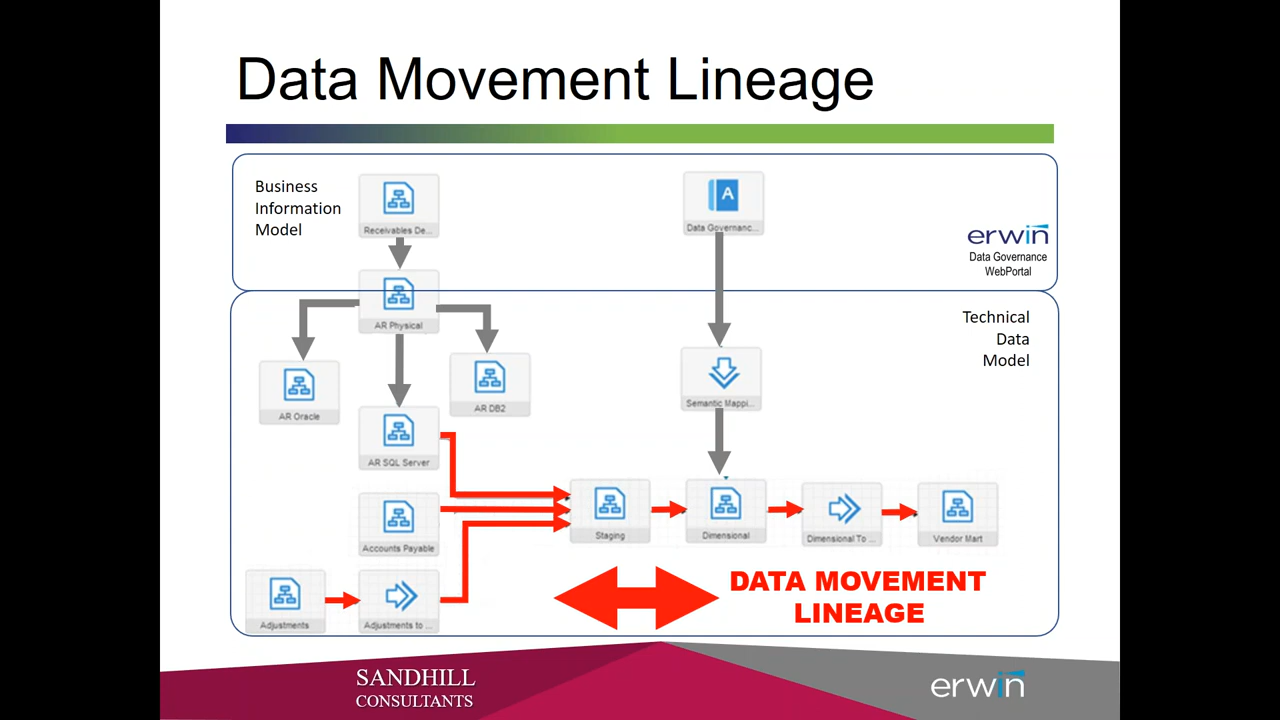 Data Movement Lineage
Business
Information
Model
Receivables De...
A
Data Governanc...
erwin
Data Governance
WebPortal
AR Physical
Technical
Data
Model
AR Oracle
AR DB2
Semantic Mappi...
AR SQL Server
Accounts Payable
Staging
Dimensional
Dimensional To ...
Vendor Mart
Adjustments
Adjustments to ...
DATA MOVEMENT
LINEAGE
SANDHILL
CONSULTANTS
erwin